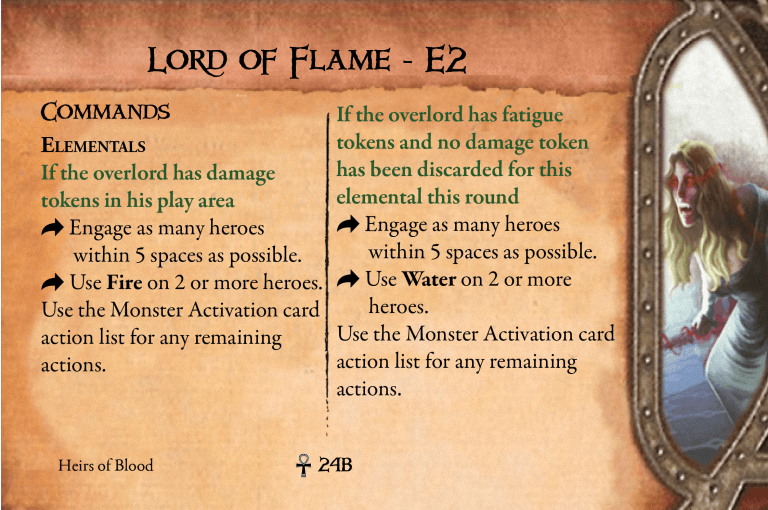 Lord of Flame - E2
Commands
Elementals
If the overlord has damage
tokens in his play area
Engage as many heroes
within 5 spaces as possible.
Use Fire on 2 or more heroes.
Use the Monster Activation card
action list for any remaining
actions.
If the overlord has fatigue
tokens and no damage token
has been discarded for this
elemental this round
Engage as many heroes
within 5 spaces as possible.
Use Water on 2 or more
heroes.
Use the Monster Activation card
action list for any remaining
actions.
Heirs of Blood
24B